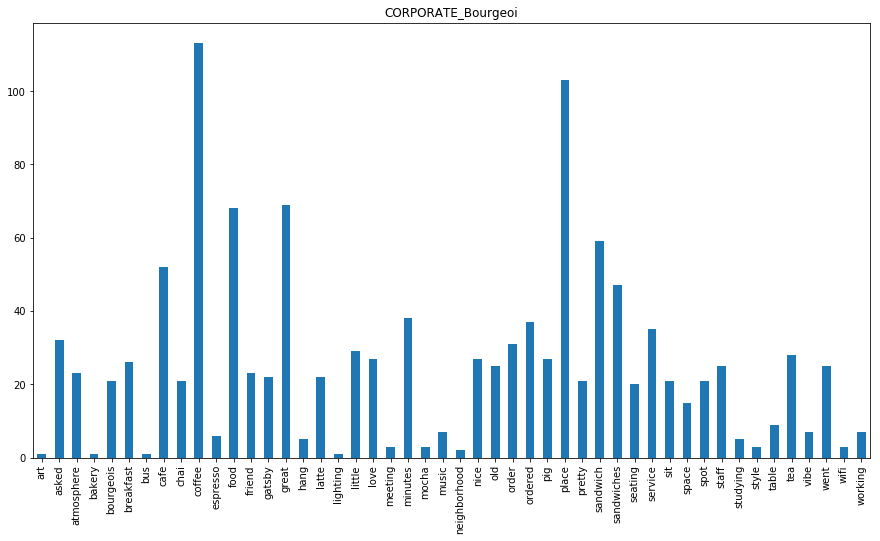 CORPORATE_Bourgeoi
100
80
60
40
20
0
art
asked
atmosphere
bakery
bourgeois
breakfast
bus
cafe
chai
coffee
espresso
food
friend
gatsby
great
hang
latte
lighting
little
love
meeting
minutes
mocha
music
neighborhood
nice
old
order
ordered
pig
place
pretty
sandwich
sandwiches
seating
service
sit
space
spot
staff
studying
style
table
tea
vibe
went
wifi
working